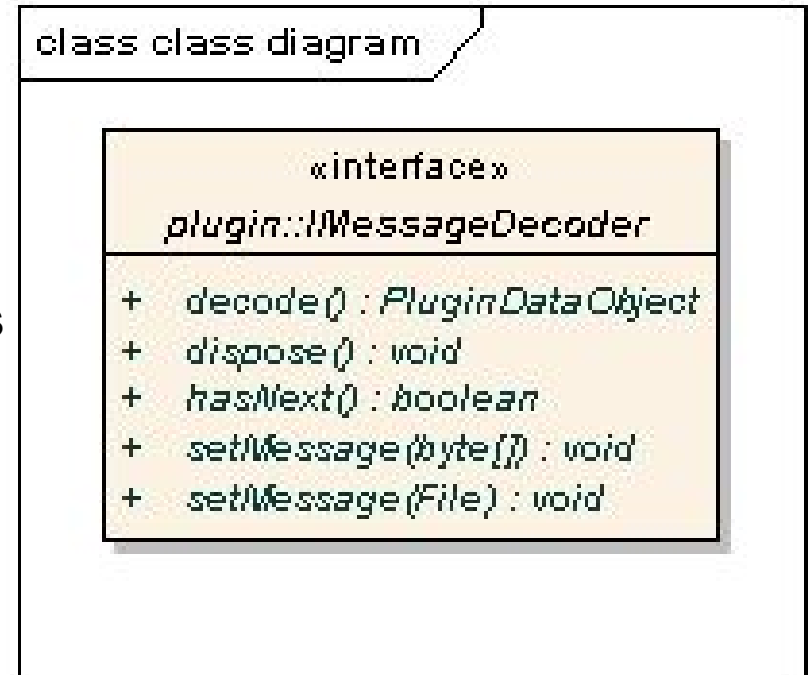 class class diagram
«interface»
plugin::IMessageDecoder
+ decode() : PluginDataObject
s
+ dispose() : void
+ hasNext() : boolean
+ setMessage(byte[]) : void
+ setMessage(File) : void